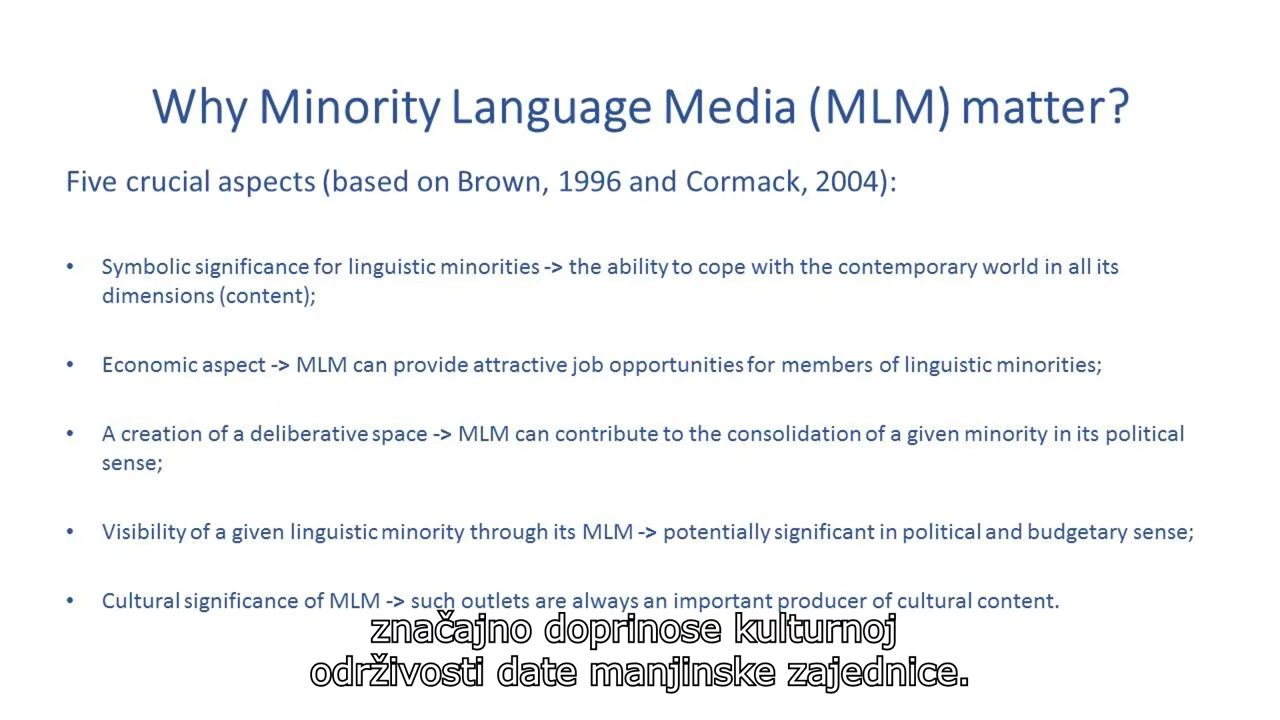 Why Minority Language Media (MLM) matter?
Five crucial aspects (based on Brown, 1996 and Cormack, 2004):
• Symbolic significance for linguistic minorities -> the ability to cope with the contemporary world in all its
dimensions (content);
• Economic aspect -> MLM can provide attractive job opportunities for members of linguistic minorities;
• A creation of a deliberative space -> MLM can contribute to the consolidation of a given minority in its political
sense;
• Visibility of a given linguistic minority through its MLM -> potentially significant in political and budgetary sense;
• Cultural significance of MLM -> such outlets are always an important producer of cultural content.
značajno doprinose kulturnoj
održivosti date manjinske zajednice.